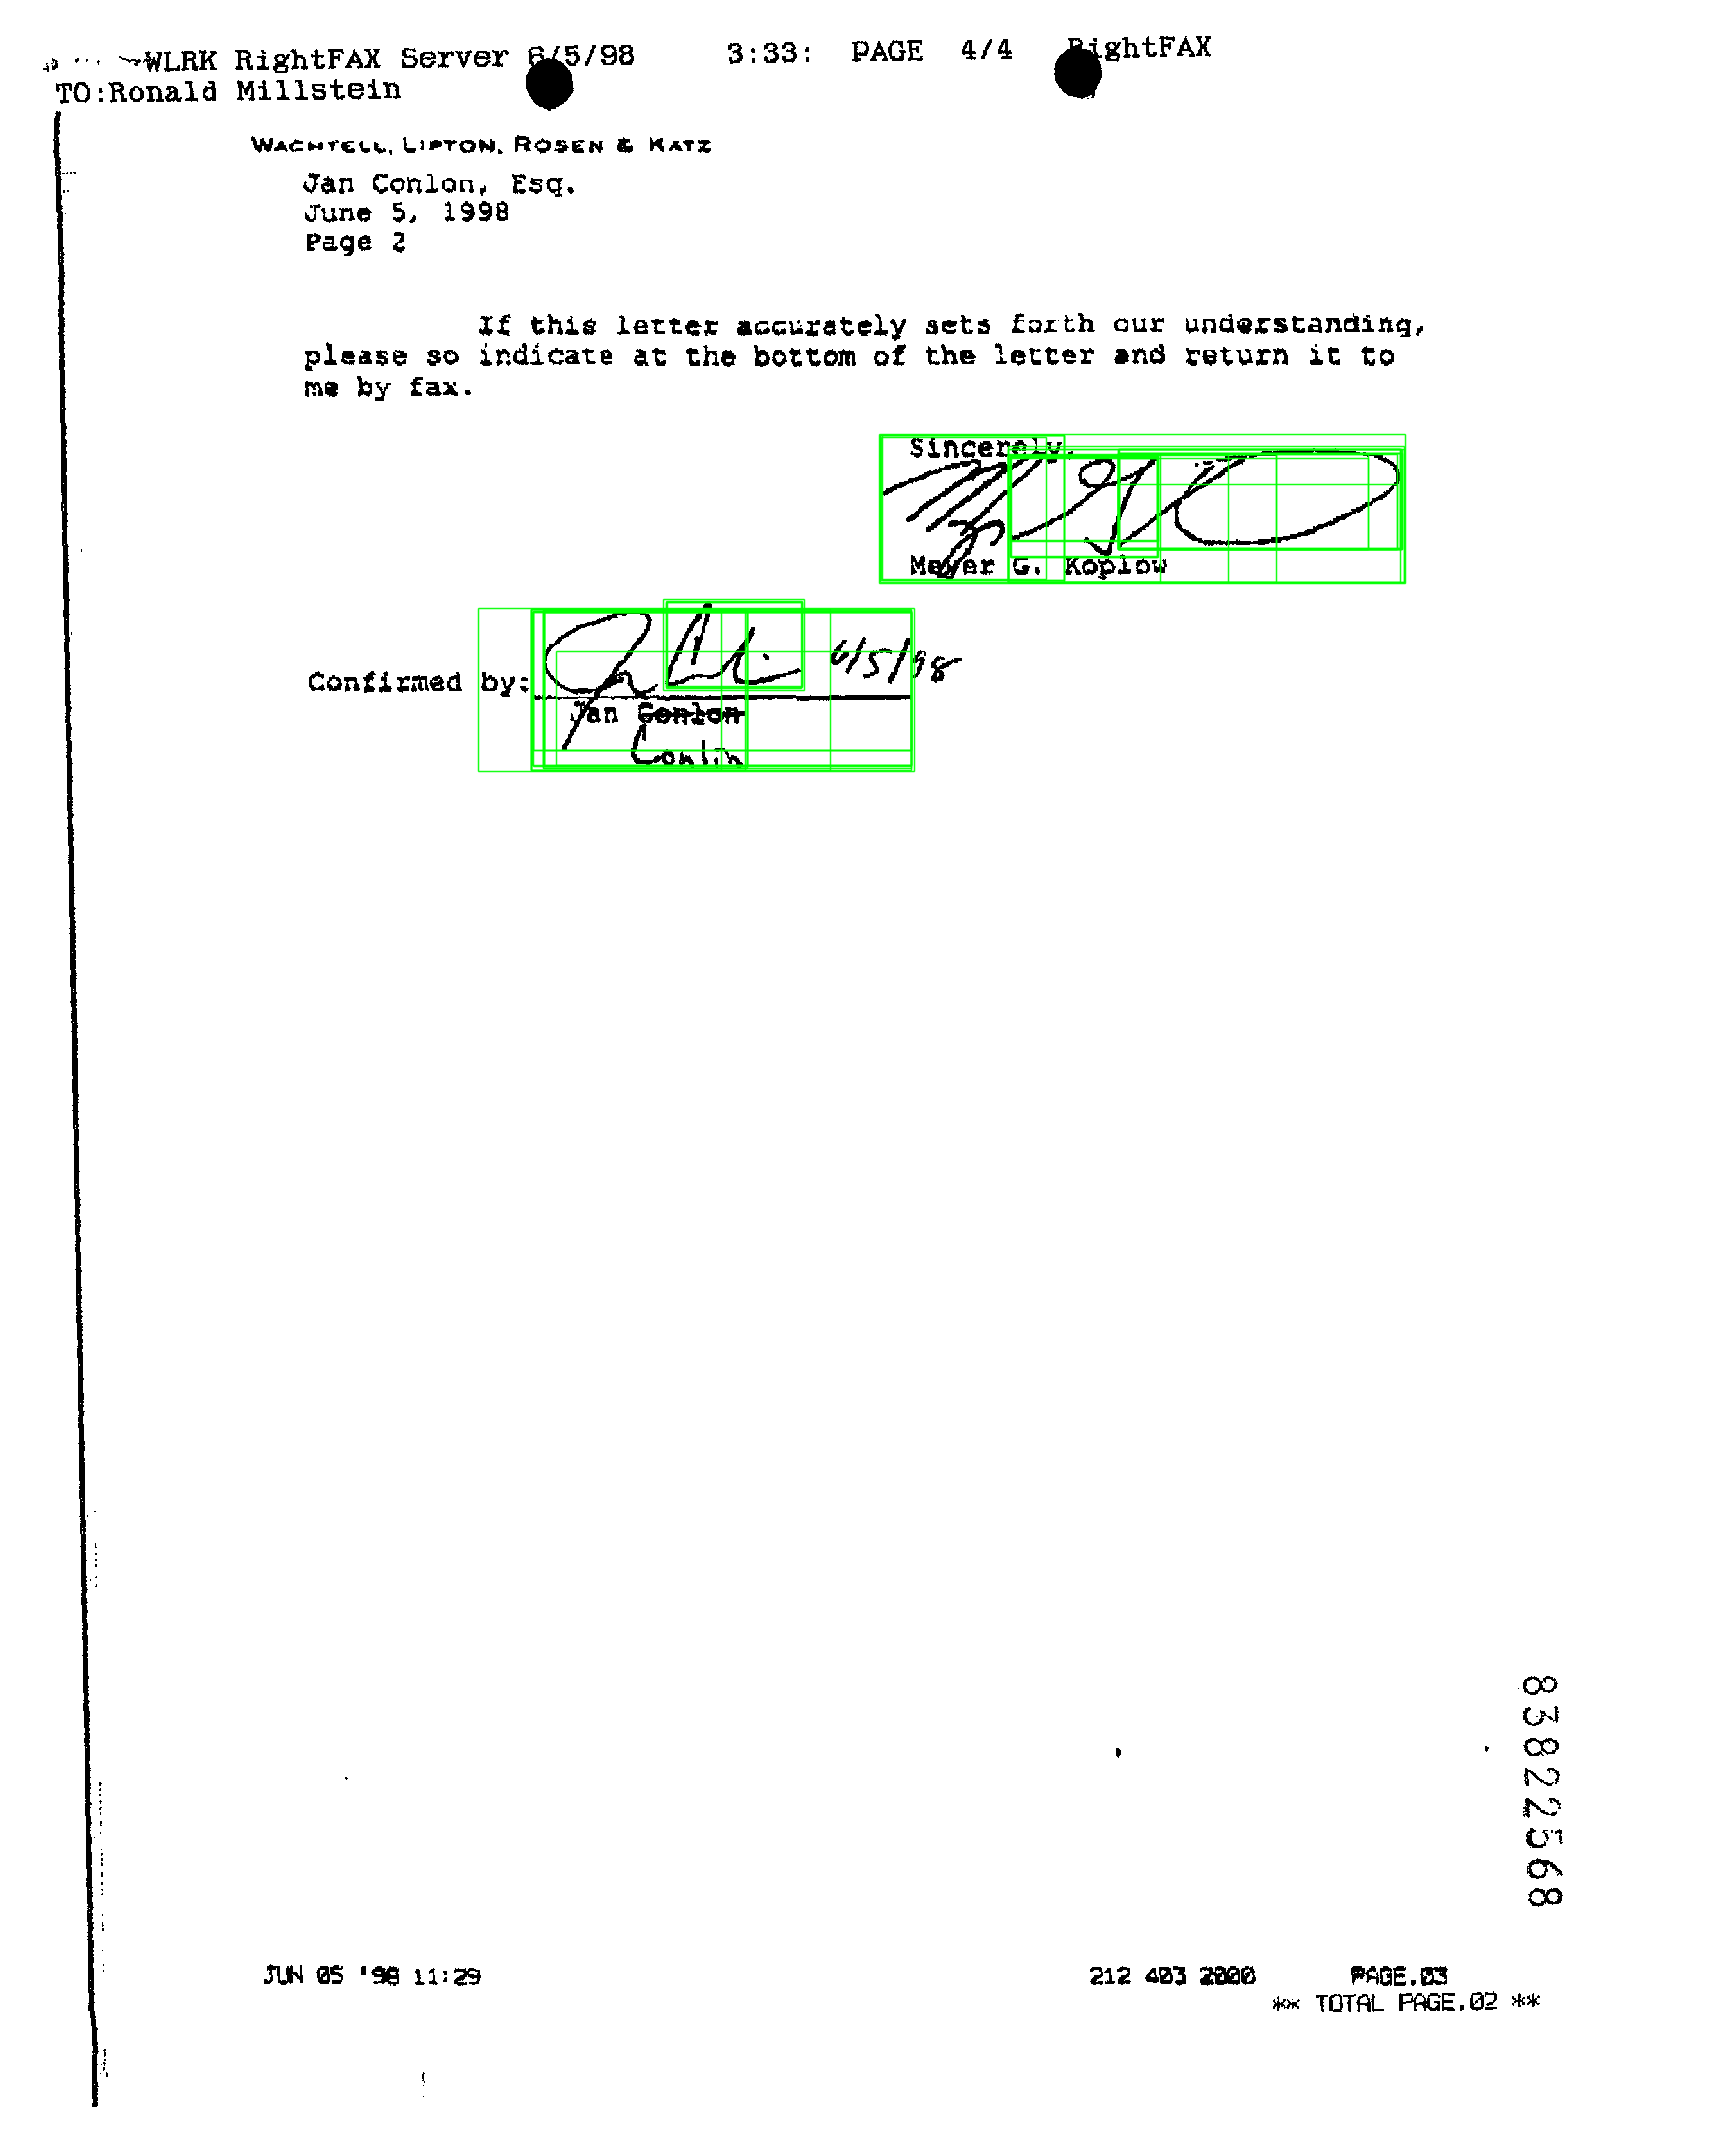 WLRK RightFAX Server 6/5/98 3:33: PAGE 4/4 RightFAX
TO:Ronald Millstein
WACHTELL, LIPTON, ROSEN & KATZ
Jan Conlon, Esq.
June 5, 1998
Page 2
If this letter accurately sets forth our understanding,
please so indicate at the bottom of the letter and return it to
me by fax.
Sincerely,
Meyer G. Koplow
6/5/98
Confirmed by:
Jan Conlon
Conlin
83822568
JUN 05 '98 11:29 212 403 2000 PAGE.03
** TOTAL PAGE.02 **